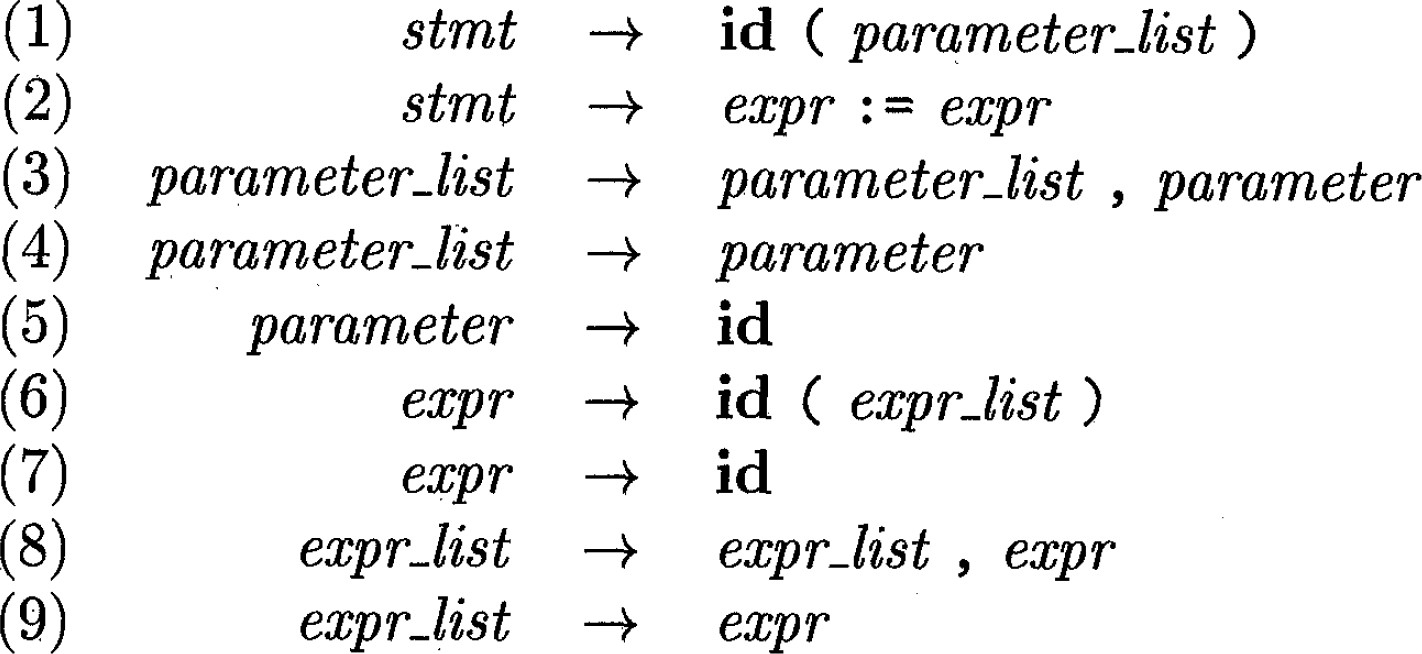 (1) stmt → id ( parameter_list )
(2) stmt → expr := expr
(3) parameter_list → parameter_list , parameter
(4) parameter_list → parameter
(5) parameter → id
(6) expr → id ( expr_list )
(7) expr → id
(8) expr_list → expr_list , expr
(9) expr_list → expr